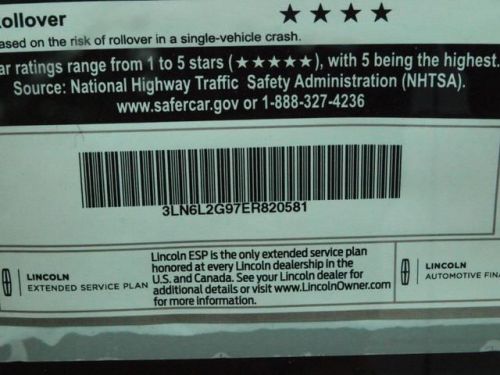 ollover ★ ★ ★ ★
ased on the risk of rollover in a single-vehicle crash.
ar ratings range from 1 to 5 stars (★★★★★), with 5 being the highest.
Source: National Highway Traffic Safety Administration (NHTSA).
www.safercar.gov or 1-888-327-4236
3LN6L2G97ER820581
LINCOLN
EXTENDED SERVICE PLAN
Lincoln ESP is the only extended service plan
honored at every Lincoln dealership in the
U.S. and Canada. See your Lincoln dealer for
additional details or visit www.LincolnOwner.com
for more information.
LINCOLN
AUTOMOTIVE FINA